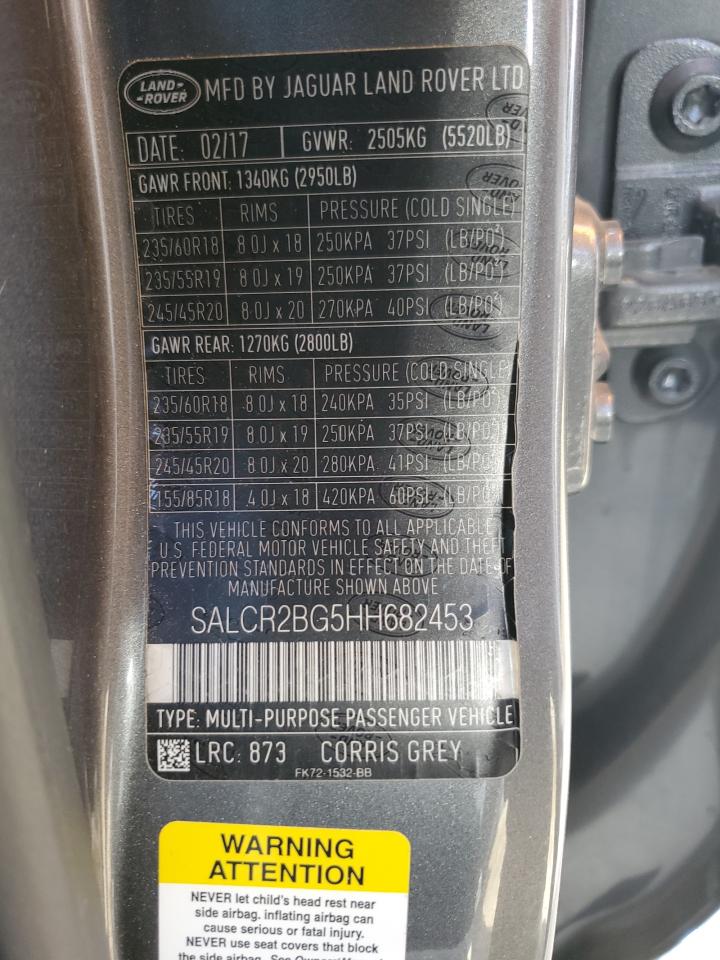 LAND-ROVER MFD BY JAGUAR LAND ROVER LTD
DATE: 02/17 GVWR: 2505KG (5520LB)
GAWR FRONT: 1340KG (2950LB)
TIRES RIMS PRESSURE (COLD SINGLE)
235/60R18 8.0J x 18 250KPA 37PSI (LB/PO²)
235/55R19 8.0J x 19 250KPA 37PSI (LB/PO²)
245/45R20 8.0J x 20 270KPA 40PSI (LB/PO²)
GAWR REAR: 1270KG (2800LB)
TIRES RIMS PRESSURE (COLD SINGLE)
235/60R18 8.0J x 18 240KPA 35PSI (LB/PO²)
235/55R19 8.0J x 19 250KPA 37PSI (LB/PO²)
245/45R20 8.0J x 20 280KPA 41PSI (LB/PO²)
155/85R18 4.0J x 18 420KPA 60PSI (LB/PO²)
THIS VEHICLE CONFORMS TO ALL APPLICABLE
U.S. FEDERAL MOTOR VEHICLE SAFETY AND THEFT
PREVENTION STANDARDS IN EFFECT ON THE DATE OF
MANUFACTURE SHOWN ABOVE
SALCR2BG5HH682453
TYPE: MULTI-PURPOSE PASSENGER VEHICLE
LRC: 873 CORRIS GREY
FK72-1532-BB
WARNING
ATTENTION
NEVER let child's head rest near
side airbag. inflating airbag can
cause serious or fatal injury.
NEVER use seat covers that block
the side airbag. See Owner's